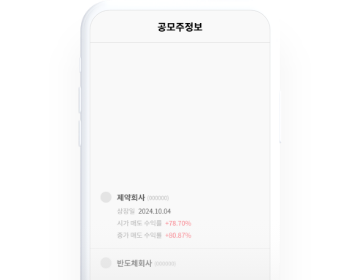 공모주정보
제약회사 (000000)
상장일 2024.10.04
시가 매도 수익률 +78.79%
종가 매도 수익률 +90.87%
반도체회사